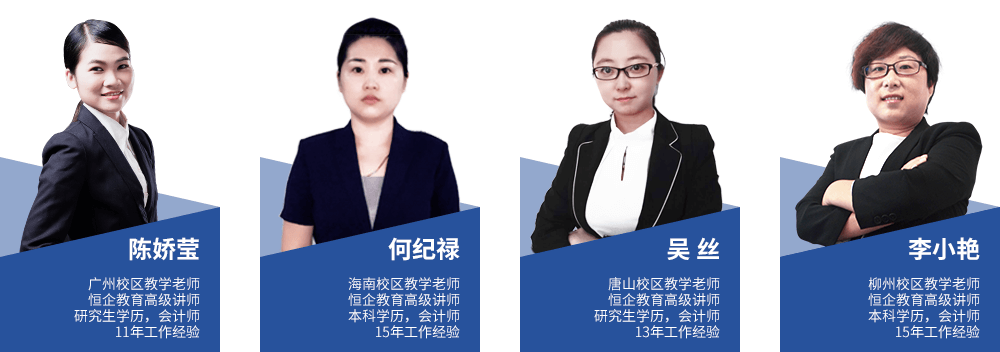 陈娇莹
广州校区教学老师
恒企教育高级讲师
研究生学历，会计师
11年工作经验
何纪禄
海南校区教学老师
恒企教育高级讲师
本科学历，会计师
15年工作经验
吴 丝
唐山校区教学老师
恒企教育高级讲师
研究生学历，会计师
13年工作经验
李小艳
柳州校区教学老师
恒企教育高级讲师
本科学历，会计师
15年工作经验